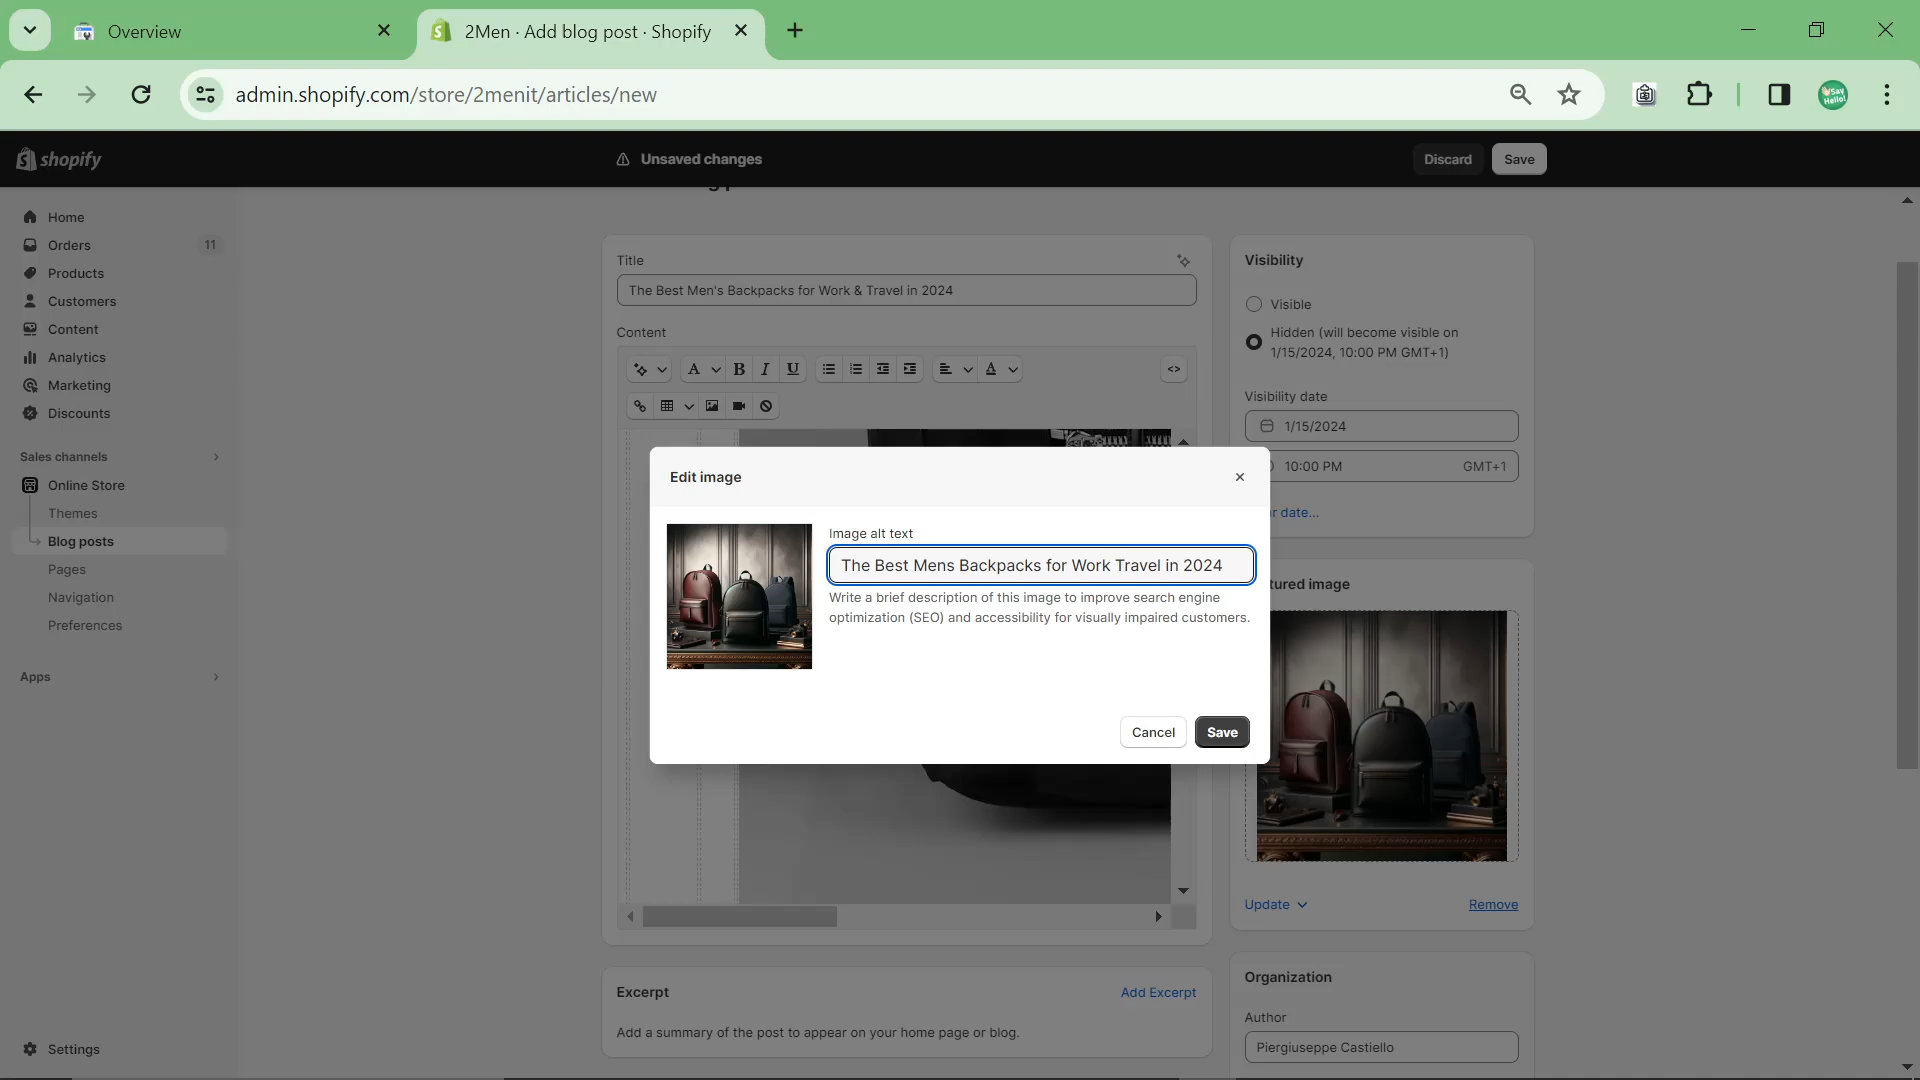 Overview
2Men · Add blog post · Shopify
admin.shopify.com/store/2menit/articles/new
Say Hello!
shopify
Unsaved changes
Discard
Save
Home
Orders
11
Products
Customers
Content
Analytics
Marketing
Discounts
Sales channels
Online Store
Themes
Blog posts
Pages
Navigation
Preferences
Apps
Settings
Title
The Best Men's Backpacks for Work & Travel in 2024
Content
A
B
I
U
A
<>
Edit image
Image alt text
The Best Mens Backpacks for Work Travel in 2024
Write a brief description of this image to improve search engine
optimization (SEO) and accessibility for visually impaired customers.
Cancel
Save
Excerpt
Add Excerpt
Add a summary of the post to appear on your home page or blog.
Visibility
Visible
Hidden (will become visible on
1/15/2024, 10:00 PM GMT+1)
Visibility date
1/15/2024
10:00 PM
GMT+1
r date...
tured image
Update
Remove
Organization
Author
Piergiuseppe Castiello